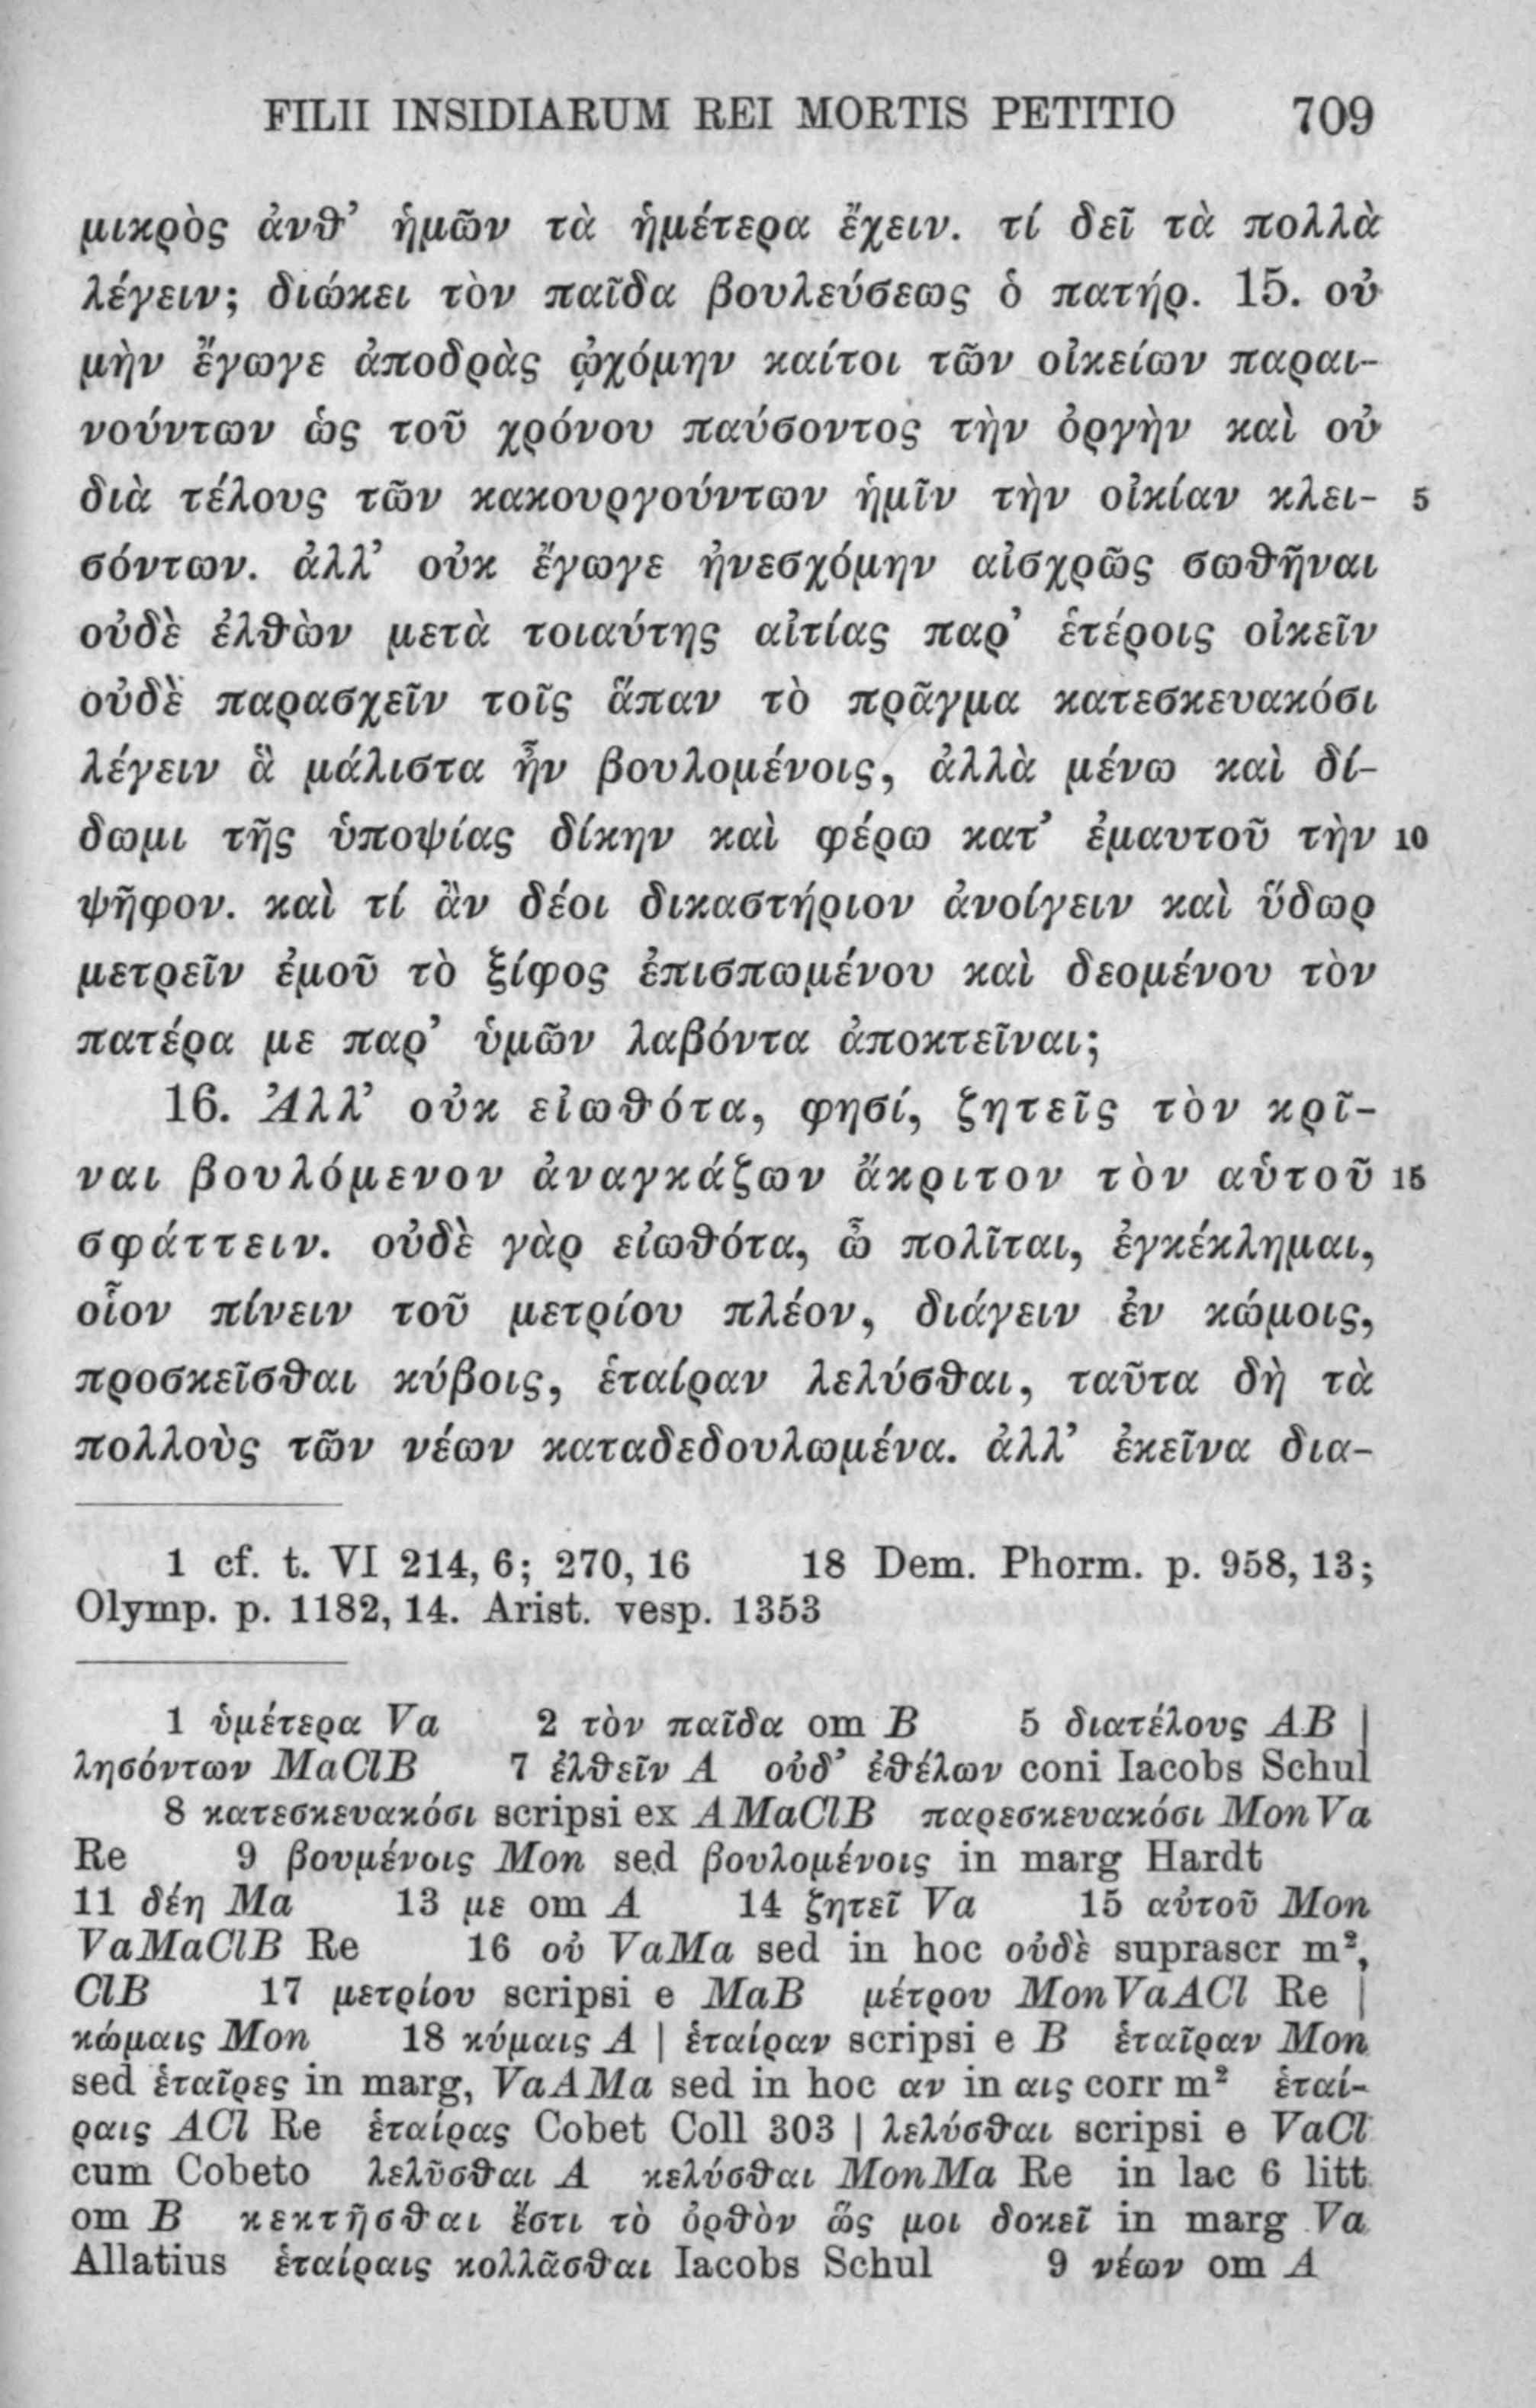 FILII INSIDIARUM REI MORTIS PETITIO 709
μικρὸς ἀνθ’ ἡμῶν τὰ ἡμέτερα ἔχειν. τί δεῖ τὰ πολλὰ
λέγειν; διώκει τὸν παῖδα βουλεύσεως ὁ πατήρ. 15. οὐ
μὴν ἔγωγε ἀποδρὰς ᾠχόμην καίτοι τῶν οἰκείων παραι-
νούντων ὡς τοῦ χρόνου παύσοντος τὴν ὀργὴν καὶ οὐ
διὰ τέλους τῶν κακουργούντων ἡμῖν τὴν οἰκίαν κλει- 5
σόντων. ἀλλ’ οὐκ ἔγωγε ἠνεσχόμην αἰσχρῶς σωθῆναι
οὐδὲ ἐλθὼν μετὰ τοιαύτης αἰτίας παρ’ ἑτέροις οἰκεῖν
οὐδὲ παρασχεῖν τοῖς ἅπαν τὸ πρᾶγμα κατεσκευακόσι
λέγειν ἃ μάλιστα ἦν βουλομένοις, ἀλλὰ μένω καὶ δί-
δωμι τῆς ὑποψίας δίκην καὶ φέρω κατ’ ἐμαυτοῦ τὴν 10
ψῆφον. καὶ τί ἂν δέοι δικαστήριον ἀνοίγειν καὶ ὕδωρ
μετρεῖν ἐμοῦ τὸ ξίφος ἐπισπωμένου καὶ δεομένου τὸν
πατέρα με παρ’ ὑμῶν λαβόντα ἀποκτεῖναι;
16. Ἀλλ’ οὐκ εἰωθότα, φησί, ζητεῖς τὸν κρῖ-
ναι βουλόμενον ἀναγκάζων ἄκριτον τὸν αὑτοῦ 15
σφάττειν. οὐδὲ γὰρ εἰωθότα, ὦ πολῖται, ἐγκέκλημαι,
οἷον πίνειν τοῦ μετρίου πλέον, διάγειν ἐν κώμοις,
προσκεῖσθαι κύβοις, ἑταίραν λελύσθαι, ταῦτα δὴ τὰ
πολλοὺς τῶν νέων καταδεδουλωμένα. ἀλλ’ ἐκεῖνα δια-
1 cf. t. VI 214, 6; 270, 16 18 Dem. Phorm. p. 958, 13;
Olymp. p. 1182, 14. Arist. vesp. 1353
1 ὑμέτερα Va 2 τὸν παῖδα om B 5 διατέλους AB |
λησόντων MaClB 7 ἐλθεῖν A οὐδ’ ἐθέλων coni Iacobs Schul
8 κατεσκευακόσι scripsi ex AMaClB παρεσκευακόσι MonVa
Re 9 βουμένοις Mon sed βουλομένοις in marg Hardt
11 δέῃ Ma 13 με om A 14 ζητεῖ Va 15 αὐτοῦ Mon
VaMaClB Re 16 οὐ VaMa sed in hoc οὐδὲ suprascr m²,
ClB 17 μετρίου scripsi e MaB μέτρου MonVaACl Re |
κώμαις Mon 18 κύμαις A | ἑταίραν scripsi e B ἑταῖραν Mon
sed ἑταῖρες in marg, VaAMa sed in hoc αν in αις corr m² ἑταί-
ραις ACl Re ἑταίρας Cobet Coll 303 | λελύσθαι scripsi e VaCl
cum Cobeto λελῦσθαι A κελύσθαι MonMa Re in lac 6 litt
om B κεκτῆσθαι ἔστι τὸ ὀρθὸν ὥς μοι δοκεῖ in marg Va
Allatius ἑταίραις κολλᾶσθαι Iacobs Schul 9 νέων om A